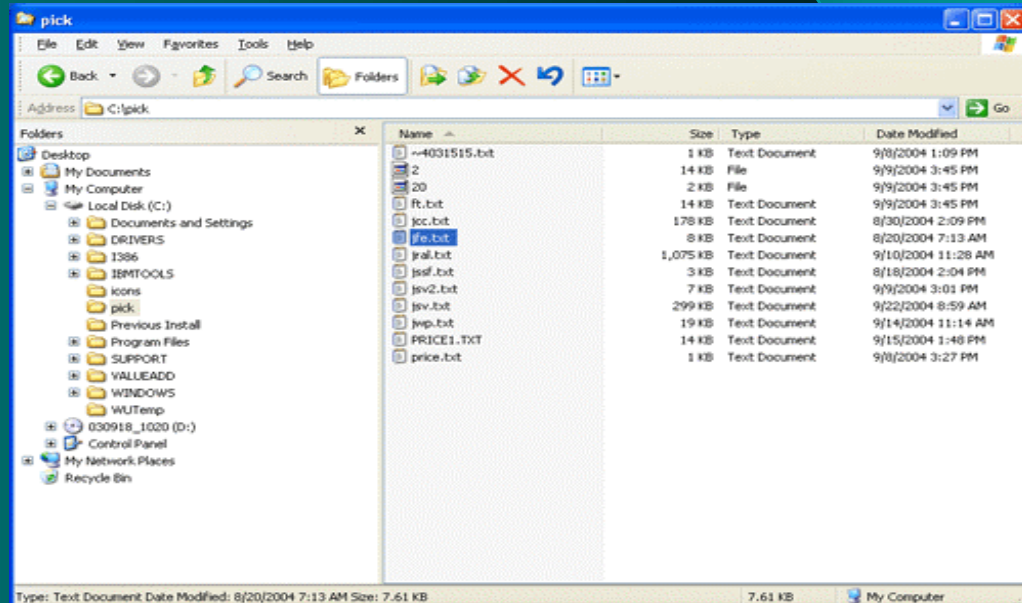 pick
File Edit View Favorites Tools Help
Back Search Folders
Address C:\pick Go
Folders
Name Size Type Date Modified
Desktop
My Documents
My Computer
Local Disk (C:)
Documents and Settings
DRIVERS
I386
IBMTOOLS
icons
pick
Previous Install
Program Files
SUPPORT
VALUEADD
WINDOWS
WUTemp
030918_1020 (D:)
Control Panel
My Network Places
Recycle Bin
~4031515.txt 1 KB Text Document 9/8/2004 1:09 PM
2 14 KB File 9/9/2004 3:45 PM
20 2 KB File 9/9/2004 3:45 PM
ft.txt 14 KB Text Document 9/9/2004 3:45 PM
jcc.txt 178 KB Text Document 8/30/2004 2:09 PM
jfe.txt 8 KB Text Document 8/20/2004 7:13 AM
jral.txt 1,075 KB Text Document 9/10/2004 11:28 AM
jssf.txt 3 KB Text Document 8/18/2004 2:04 PM
jsv2.txt 7 KB Text Document 9/9/2004 3:01 PM
jsv.txt 299 KB Text Document 9/22/2004 8:59 AM
jwp.txt 19 KB Text Document 9/14/2004 11:14 AM
PRICE1.TXT 14 KB Text Document 9/15/2004 1:48 PM
price.txt 1 KB Text Document 9/8/2004 3:27 PM
Type: Text Document Date Modified: 8/20/2004 7:13 AM Size: 7.61 KB 7.61 KB My Computer